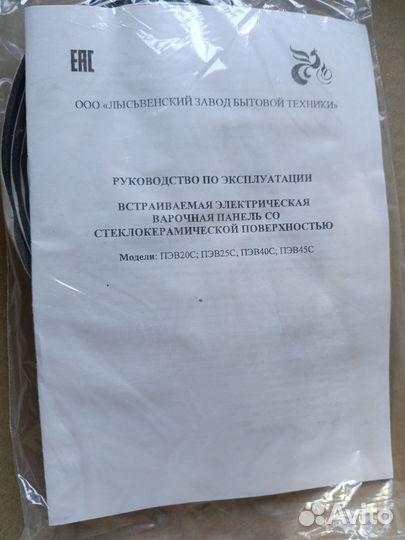 ЕАС
ООО «ЛЫСЬВЕНСКИЙ ЗАВОД БЫТОВОЙ ТЕХНИКИ»
РУКОВОДСТВО ПО ЭКСПЛУАТАЦИИ
ВСТРАИВАЕМАЯ ЭЛЕКТРИЧЕСКАЯ
ВАРОЧНАЯ ПАНЕЛЬ СО
СТЕКЛОКЕРАМИЧЕСКОЙ ПОВЕРХНОСТЬЮ
Модели: ПЭВ20С; ПЭВ25С; ПЭВ40С; ПЭВ45С
Avito